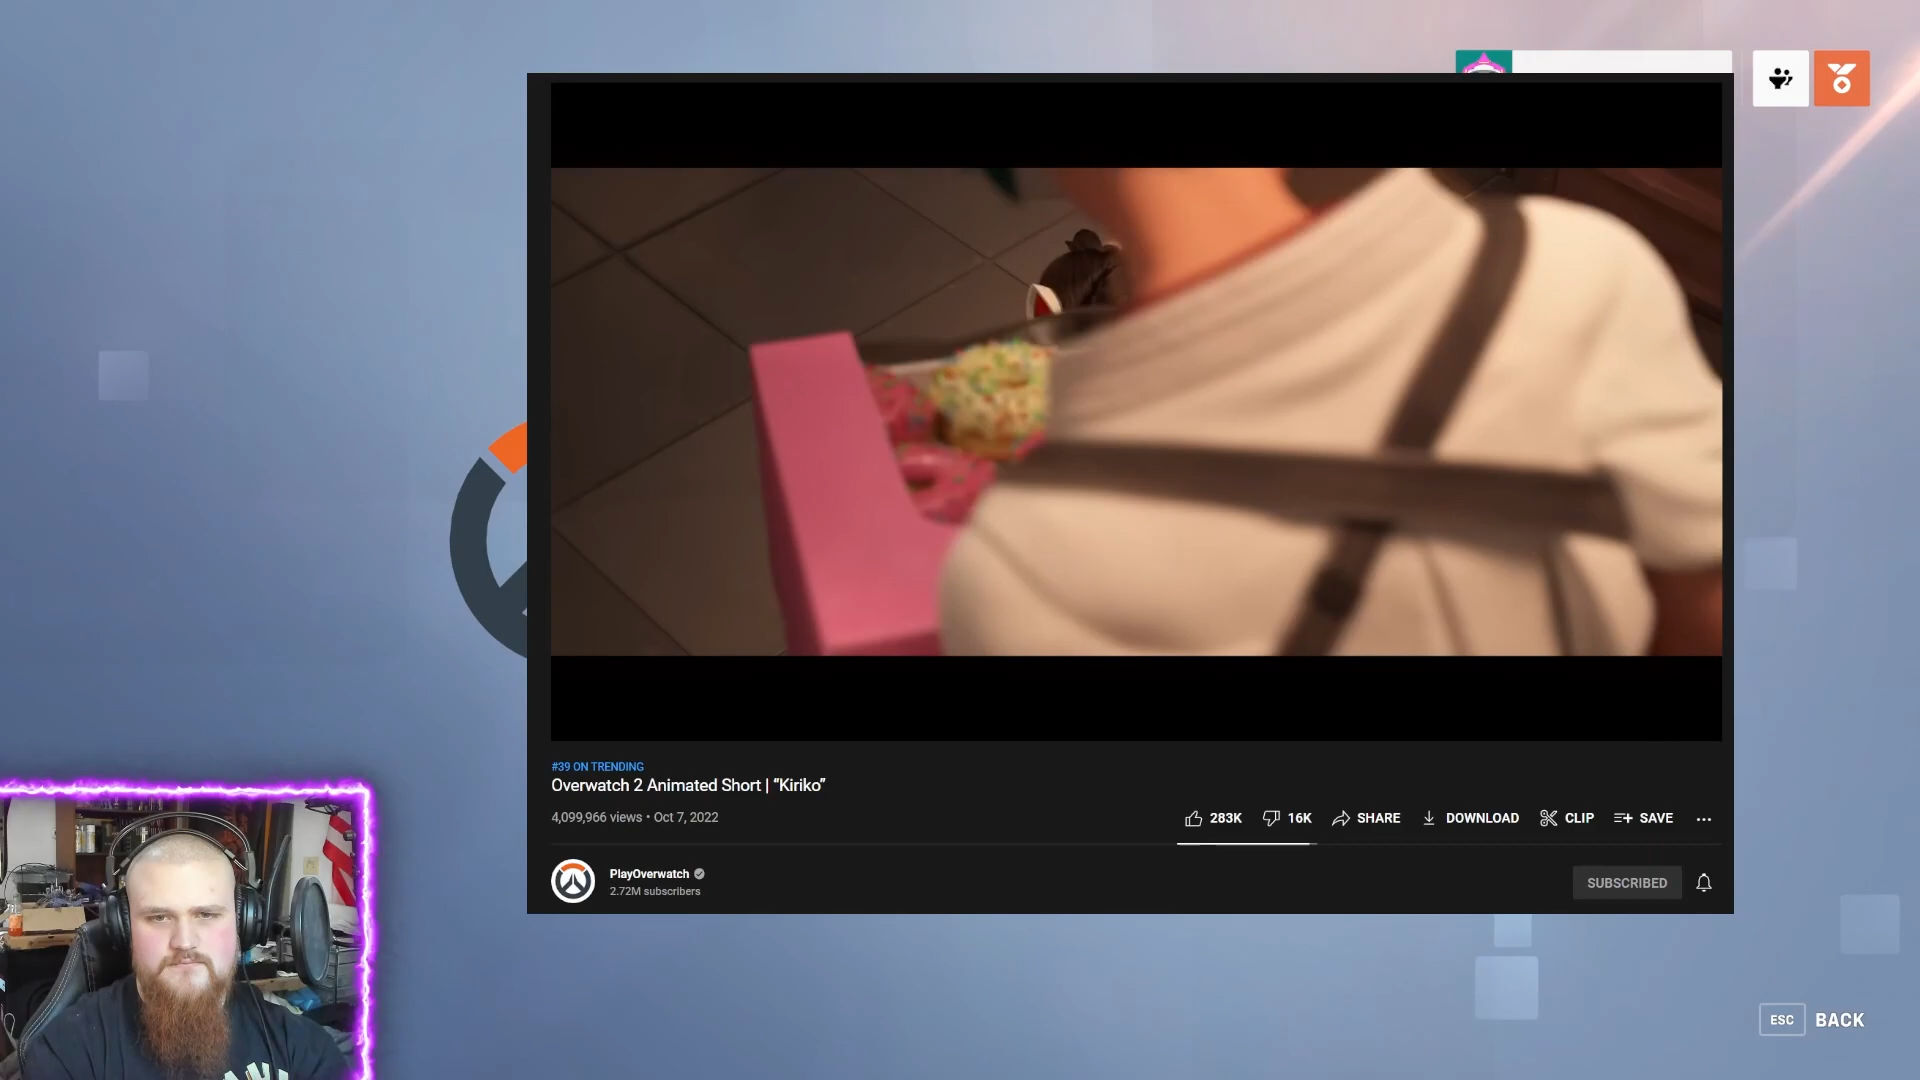 #39 ON TRENDING
Overwatch 2 Animated Short | “Kiriko”
4,099,966 views • Oct 7, 2022
283K 16K SHARE DOWNLOAD CLIP SAVE ...
PlayOverwatch
2.72M subscribers
SUBSCRIBED
ESC BACK